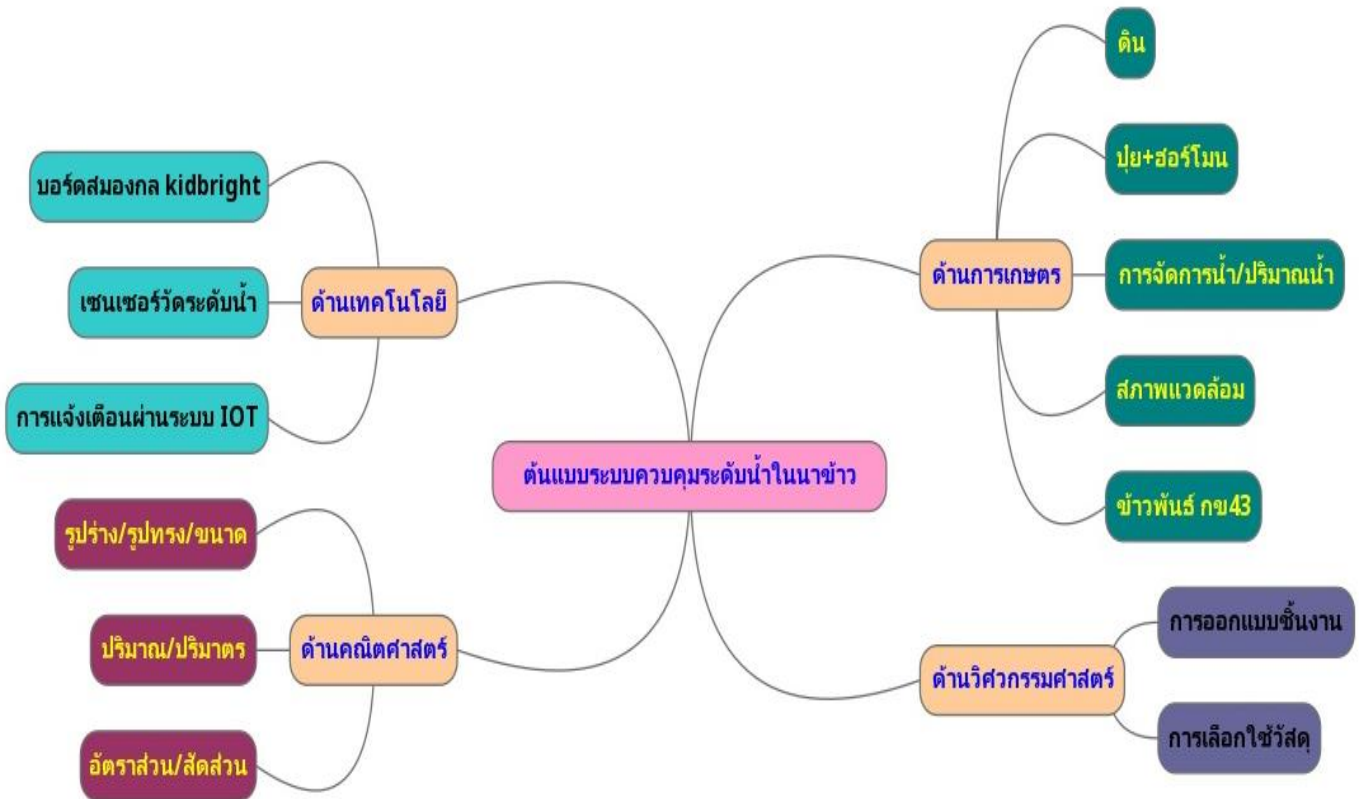 ต้นแบบระบบควบคุมระดับน้ำในนาข้าว
ด้านเทคโนโลยี
บอร์ดสมองกล kidbright
เซนเซอร์วัดระดับน้ำ
การแจ้งเตือนผ่านระบบ IOT
ด้านคณิตศาสตร์
รูปร่าง/รูปทรง/ขนาด
ปริมาณ/ปริมาตร
อัตราส่วน/สัดส่วน
ด้านการเกษตร
ดิน
ปุ๋ย+ฮอร์โมน
การจัดการน้ำ/ปริมาณน้ำ
สภาพแวดล้อม
ข้าวพันธ์ กข43
ด้านวิศวกรรมศาสตร์
การออกแบบชิ้นงาน
การเลือกใช้วัสดุ